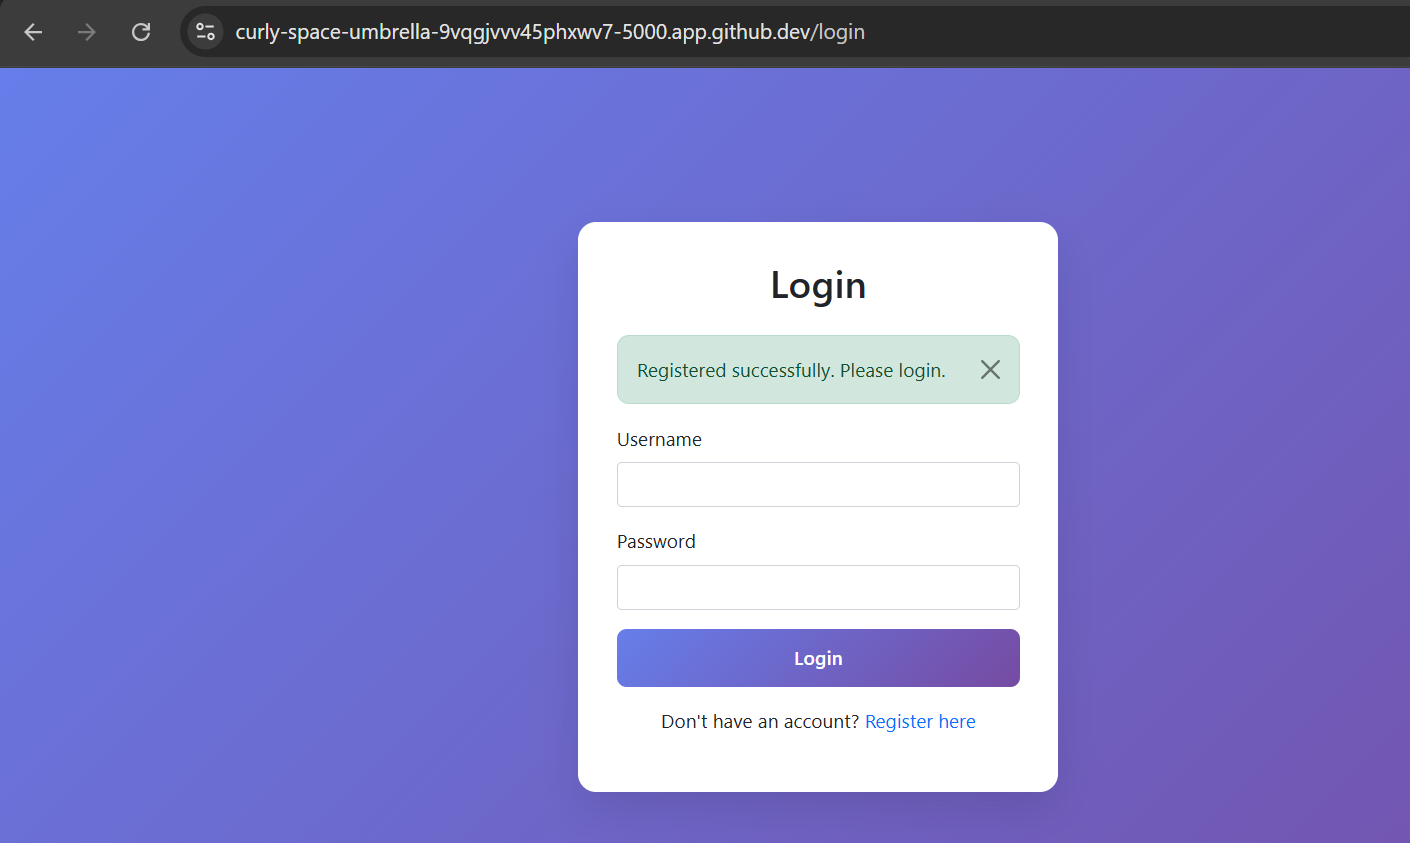 curly-space-umbrella-9vqgjvvv45phxwv7-5000.app.github.dev/login
Login
Registered successfully. Please login.
Username
Password
Login
Don't have an account? Register here